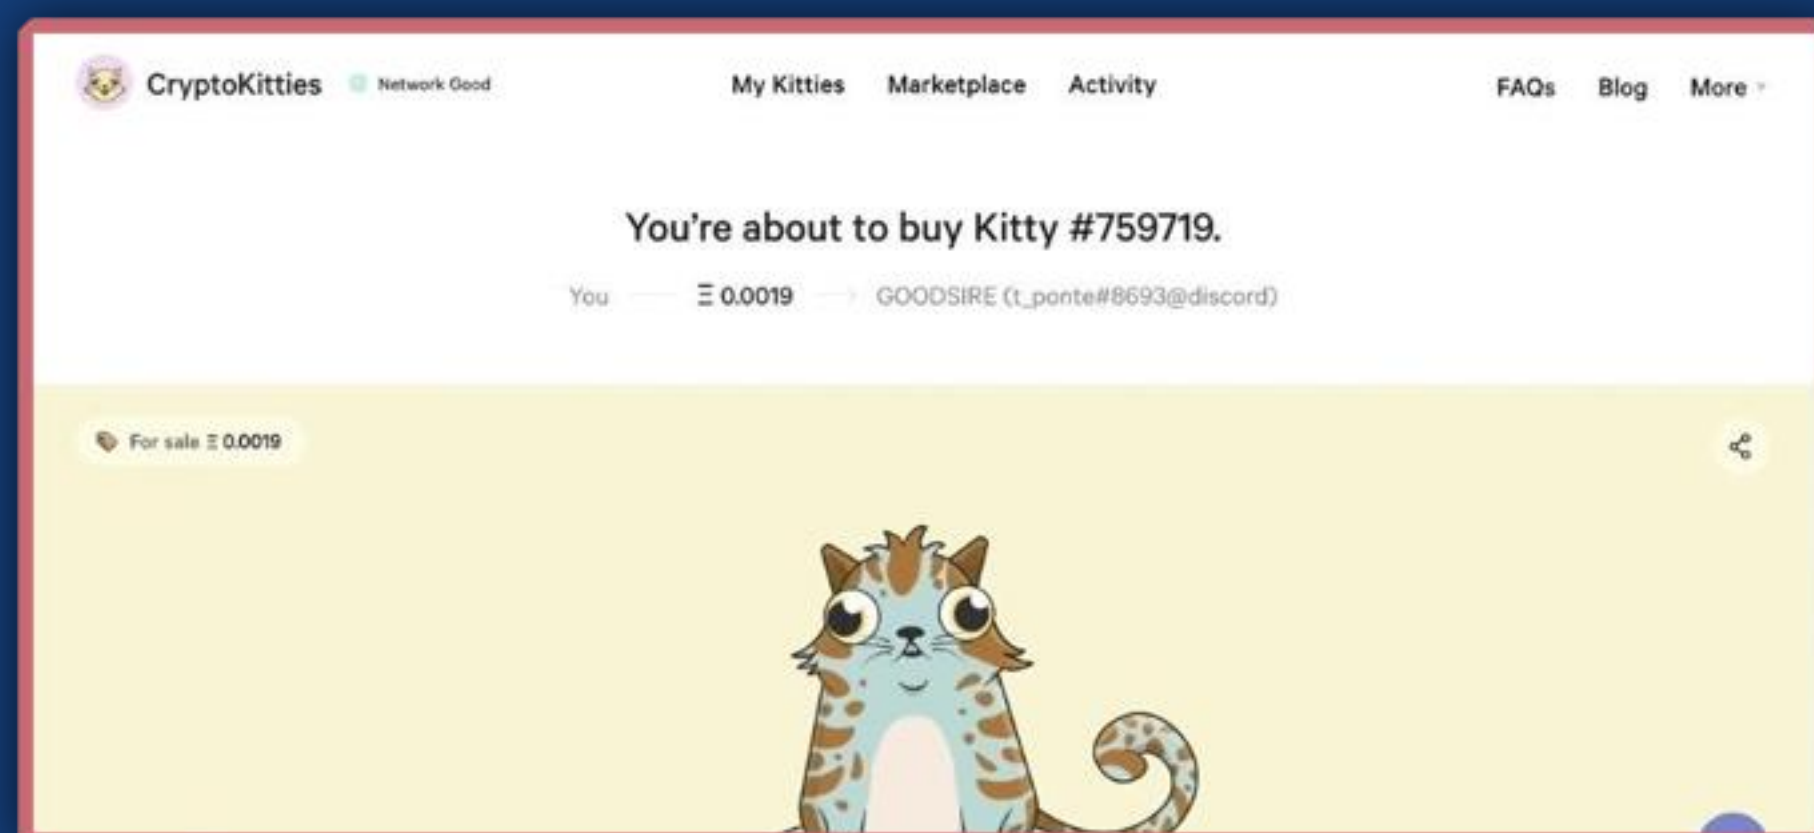 CryptoKitties Network Good My Kitties Marketplace Activity FAQs Blog More
You're about to buy Kitty #759719.
You Ξ 0.0019 GOODSIRE (t_ponte#8693@discord)
For sale Ξ 0.0019